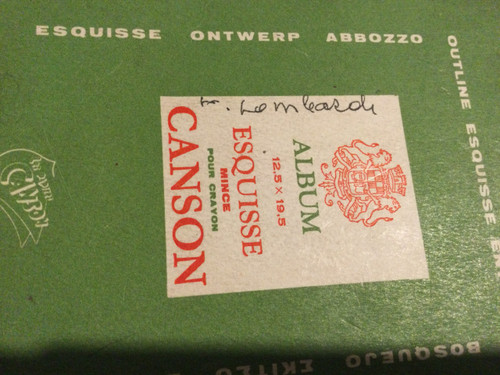 ESQUISSE ONTWERP ABBOZZO
OUTLINE ESQUISSE
BOSQUEJO
Lombardi
ALBUM
12,5 × 19,5
ESQUISSE
MINCE
POUR CRAYON
CANSON